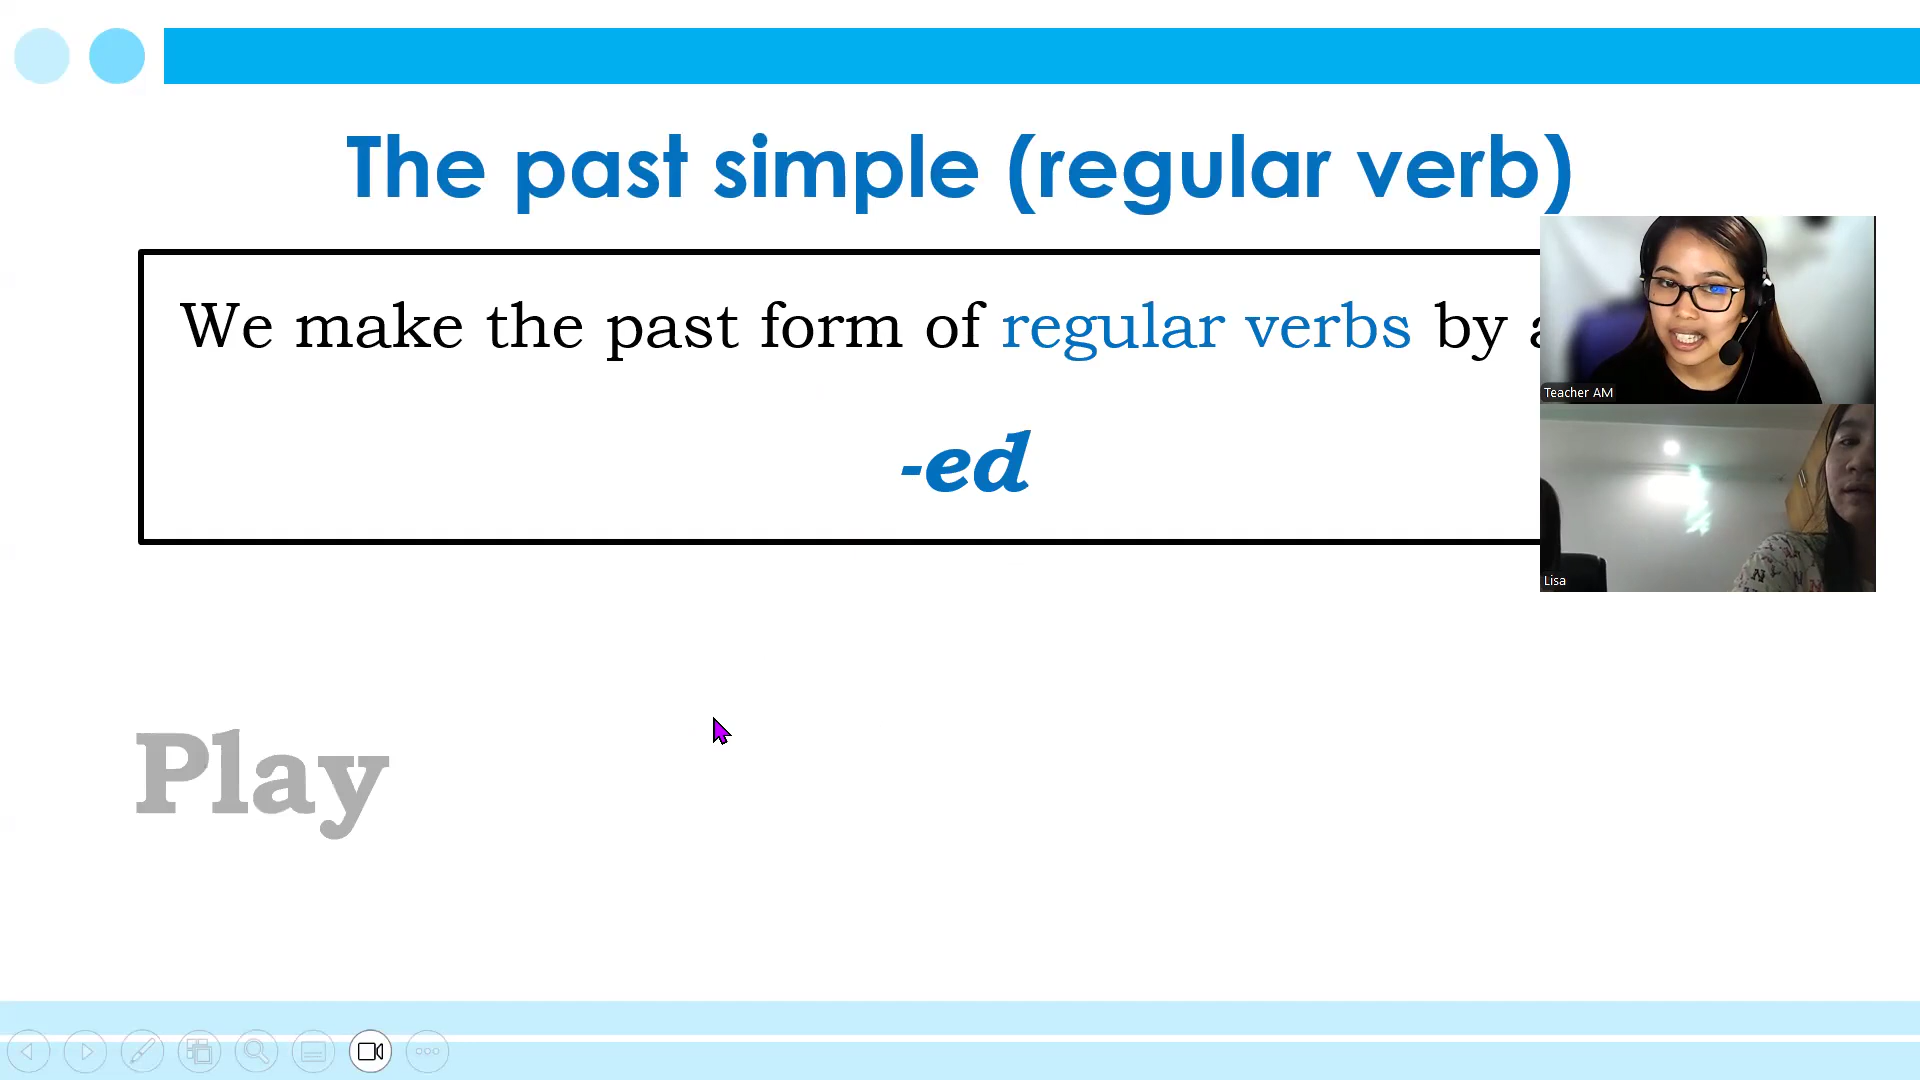 The past simple (regular verb)
We make the past form of regular verbs by
-ed
Teacher AM
Lisa
Play